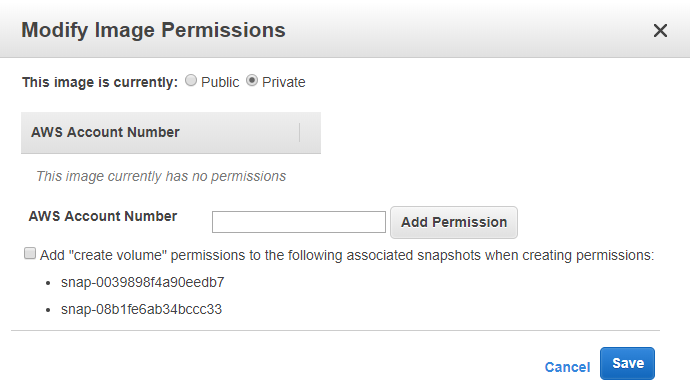 Modify Image Permissions
This image is currently: Public Private
AWS Account Number
This image currently has no permissions
AWS Account Number Add Permission
Add "create volume" permissions to the following associated snapshots when creating permissions:
snap-0039898f4a90eedb7
snap-08b1fe6ab34bccc33
Cancel Save